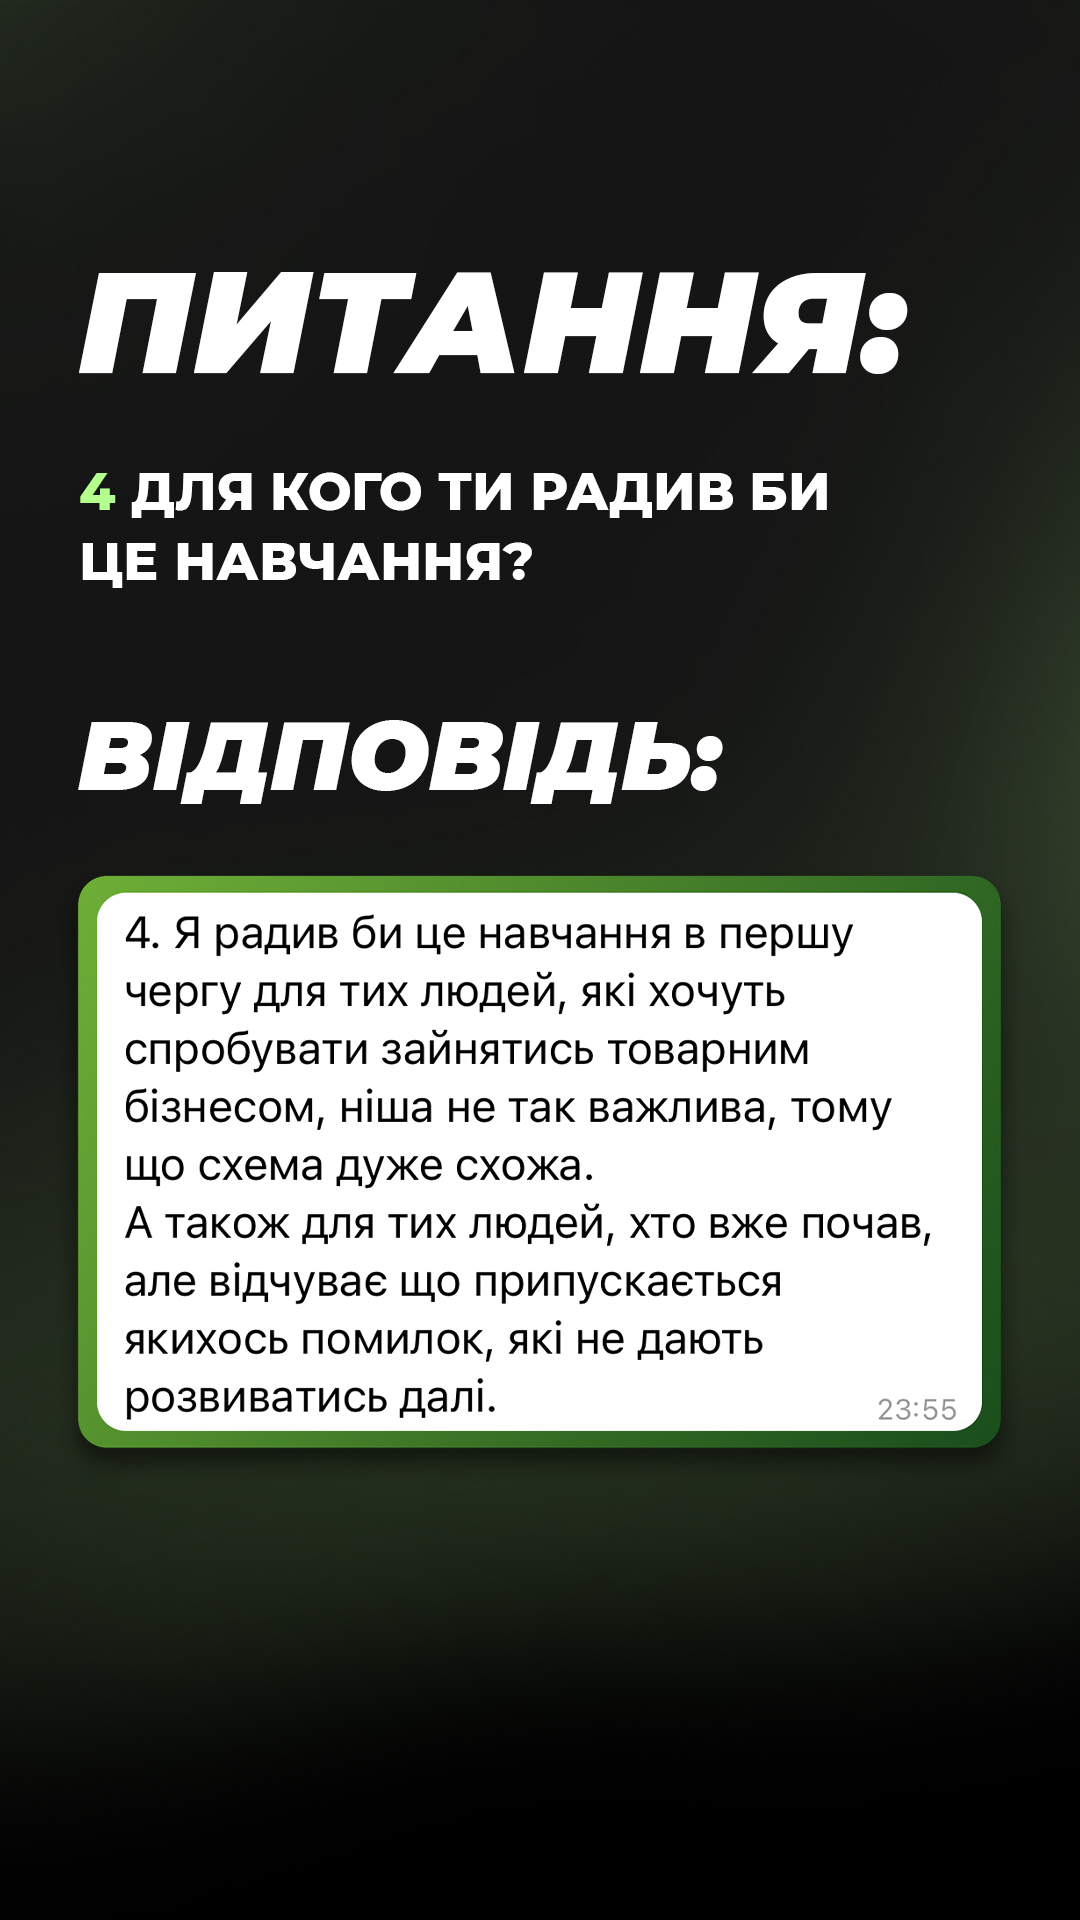 ПИТАННЯ:
4 ДЛЯ КОГО ТИ РАДИВ БИ
ЦЕ НАВЧАННЯ?
ВІДПОВІДЬ:
4. Я радив би це навчання в першу
чергу для тих людей, які хочуть
спробувати зайнятись товарним
бізнесом, ніша не так важлива, тому
що схема дуже схожа.
А також для тих людей, хто вже почав,
але відчуває що припускається
якихось помилок, які не дають
розвиватись далі.
23:55